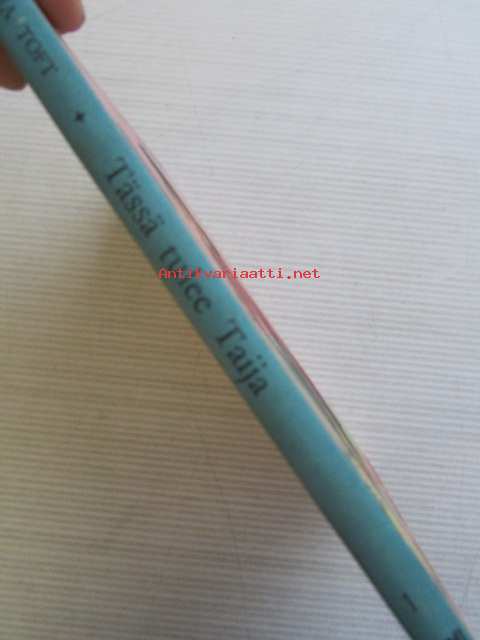 TOFT + Tässä tulee Taija
Antikvariaatti.net